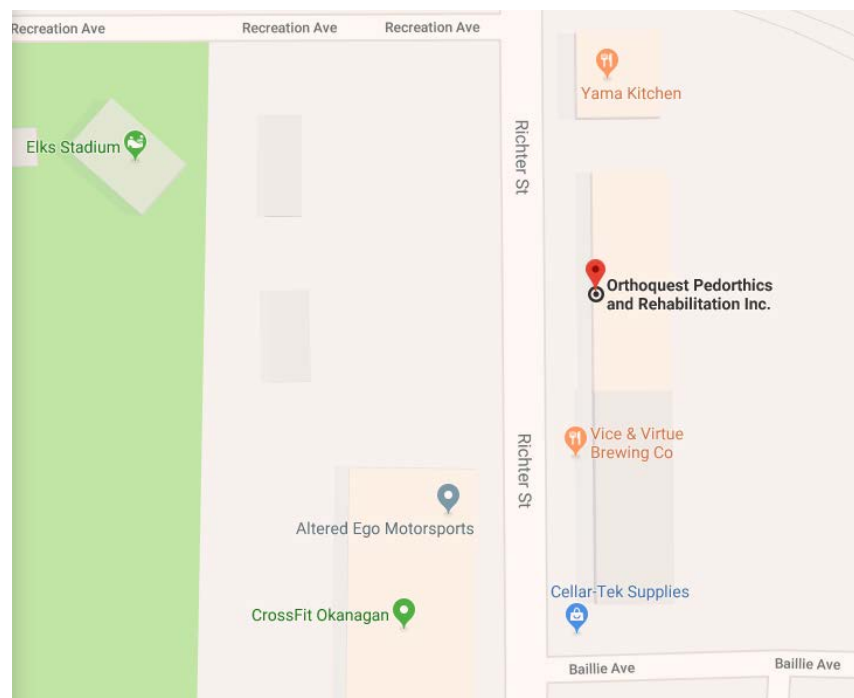 Recreation Ave
Recreation Ave
Recreation Ave
Yama Kitchen
Richter St
Elks Stadium
Orthoquest Pedorthics
and Rehabilitation Inc.
Vice & Virtue
Brewing Co
Richter St
Altered Ego Motorsports
Cellar-Tek Supplies
CrossFit Okanagan
Baillie Ave
Baillie Ave